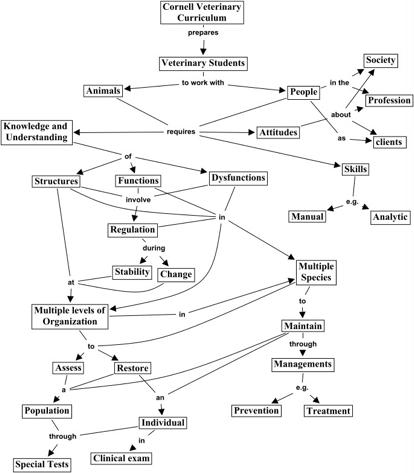 Cornell Veterinary
Curriculum
prepares
Veterinary Students
to work with
Society
Animals
People
in the
Profession
about
Knowledge and
Understanding
requires
Attitudes
as
clients
of
Structures
Functions
Dysfunctions
Skills
involve
e.g.
in
Manual
Analytic
Regulation
during
Stability
Change
Multiple
Species
at
Multiple levels of
Organization
in
to
to
Maintain
through
Assess
Restore
Managements
a
an
e.g.
Population
Individual
Prevention
Treatment
through
in
Special Tests
Clinical exam